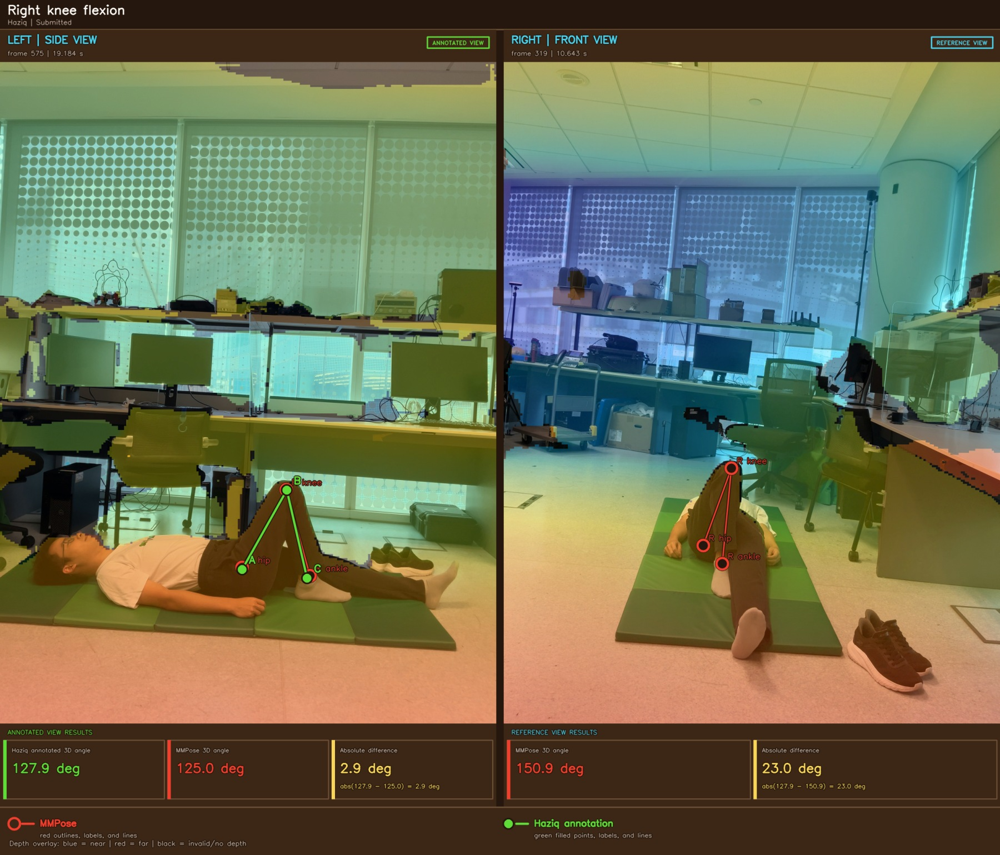 Right knee flexion
Haziq | Submitted
LEFT | SIDE VIEW
ANNOTATED VIEW
frame 575 | 19.184 s
RIGHT | FRONT VIEW
REFERENCE VIEW
frame 319 | 10.643 s
B knee
A hip
C ankle
R knee
R hip
R ankle
ANNOTATED VIEW RESULTS
Haziq annotated 3D angle
127.9 deg
MMPose 3D angle
125.0 deg
Absolute difference
2.9 deg
abs(127.9 - 125.0) = 2.9 deg
REFERENCE VIEW RESULTS
MMPose 3D angle
150.9 deg
Absolute difference
23.0 deg
abs(127.9 - 150.9) = 23.0 deg
MMPose
red outlines, labels, and lines
Haziq annotation
green filled points, labels, and lines
Depth overlay: blue = near | red = far | black = invalid/no depth